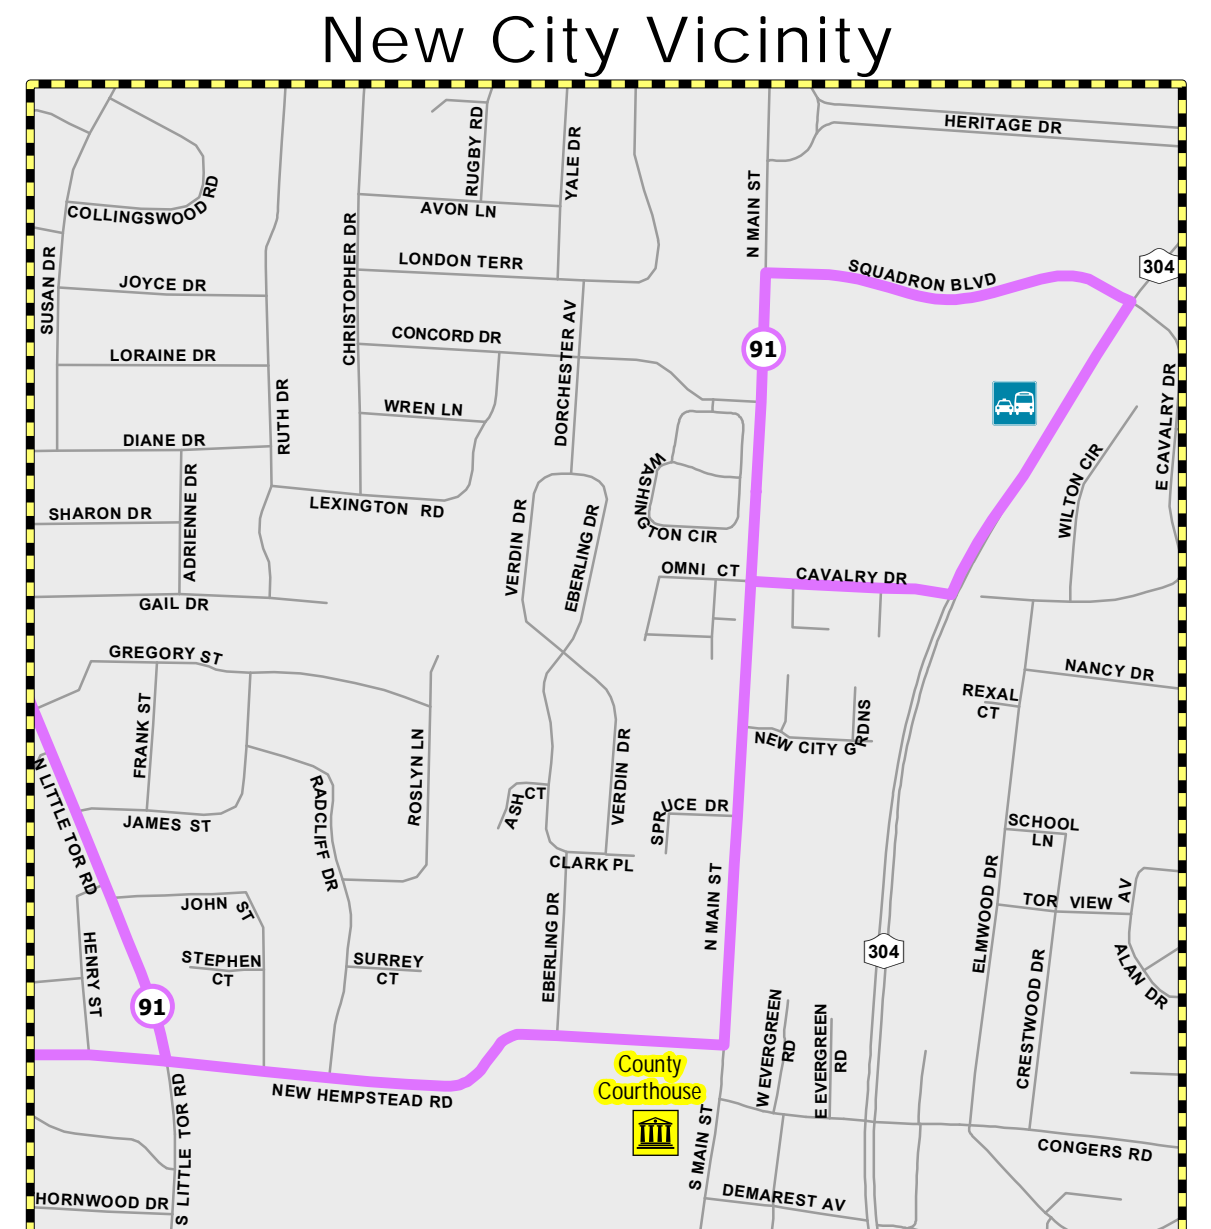 New City Vicinity
HERITAGE DR
RUGBY RD
YALE DR
N MAIN ST
COLLINGSWOOD RD
AVON LN
SUSAN DR
CHRISTOPHER DR
LONDON TERR
SQUADRON BLVD
304
JOYCE DR
CONCORD DR
DORCHESTER AV
91
LORAINE DR
RUTH DR
WREN LN
E CAVALRY DR
DIANE DR
WASHINGTON CIR
WILTON CIR
ADRIENNE DR
SHARON DR
LEXINGTON RD
VERDIN DR
EBERLING DR
OMNI CT
CAVALRY DR
GAIL DR
GREGORY ST
NANCY DR
REXAL
CT
FRANK ST
ROSLYN LN
VERDIN DR
NEW CITY GRDNS
N LITTLE TOR RD
RADCLIFF DR
ASH CT
SPRUCE DR
JAMES ST
SCHOOL
LN
CLARK PL
ELMWOOD DR
TOR VIEW AV
JOHN ST
N MAIN ST
HENRY ST
EBERLING DR
STEPHEN
CT
SURREY
CT
304
ALAN DR
CRESTWOOD DR
91
W EVERGREEN
RD
E EVERGREEN
RD
County
Courthouse
NEW HEMPSTEAD RD
S LITTLE TOR RD
S MAIN ST
CONGERS RD
HORNWOOD DR
DEMAREST AV